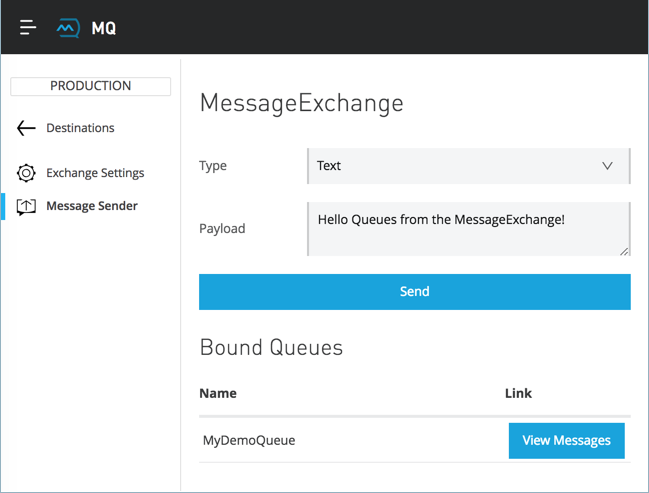 MQ
PRODUCTION
Destinations
Exchange Settings
Message Sender
MessageExchange
Type
Text
Payload
Hello Queues from the MessageExchange!
Send
Bound Queues
Name Link
MyDemoQueue View Messages